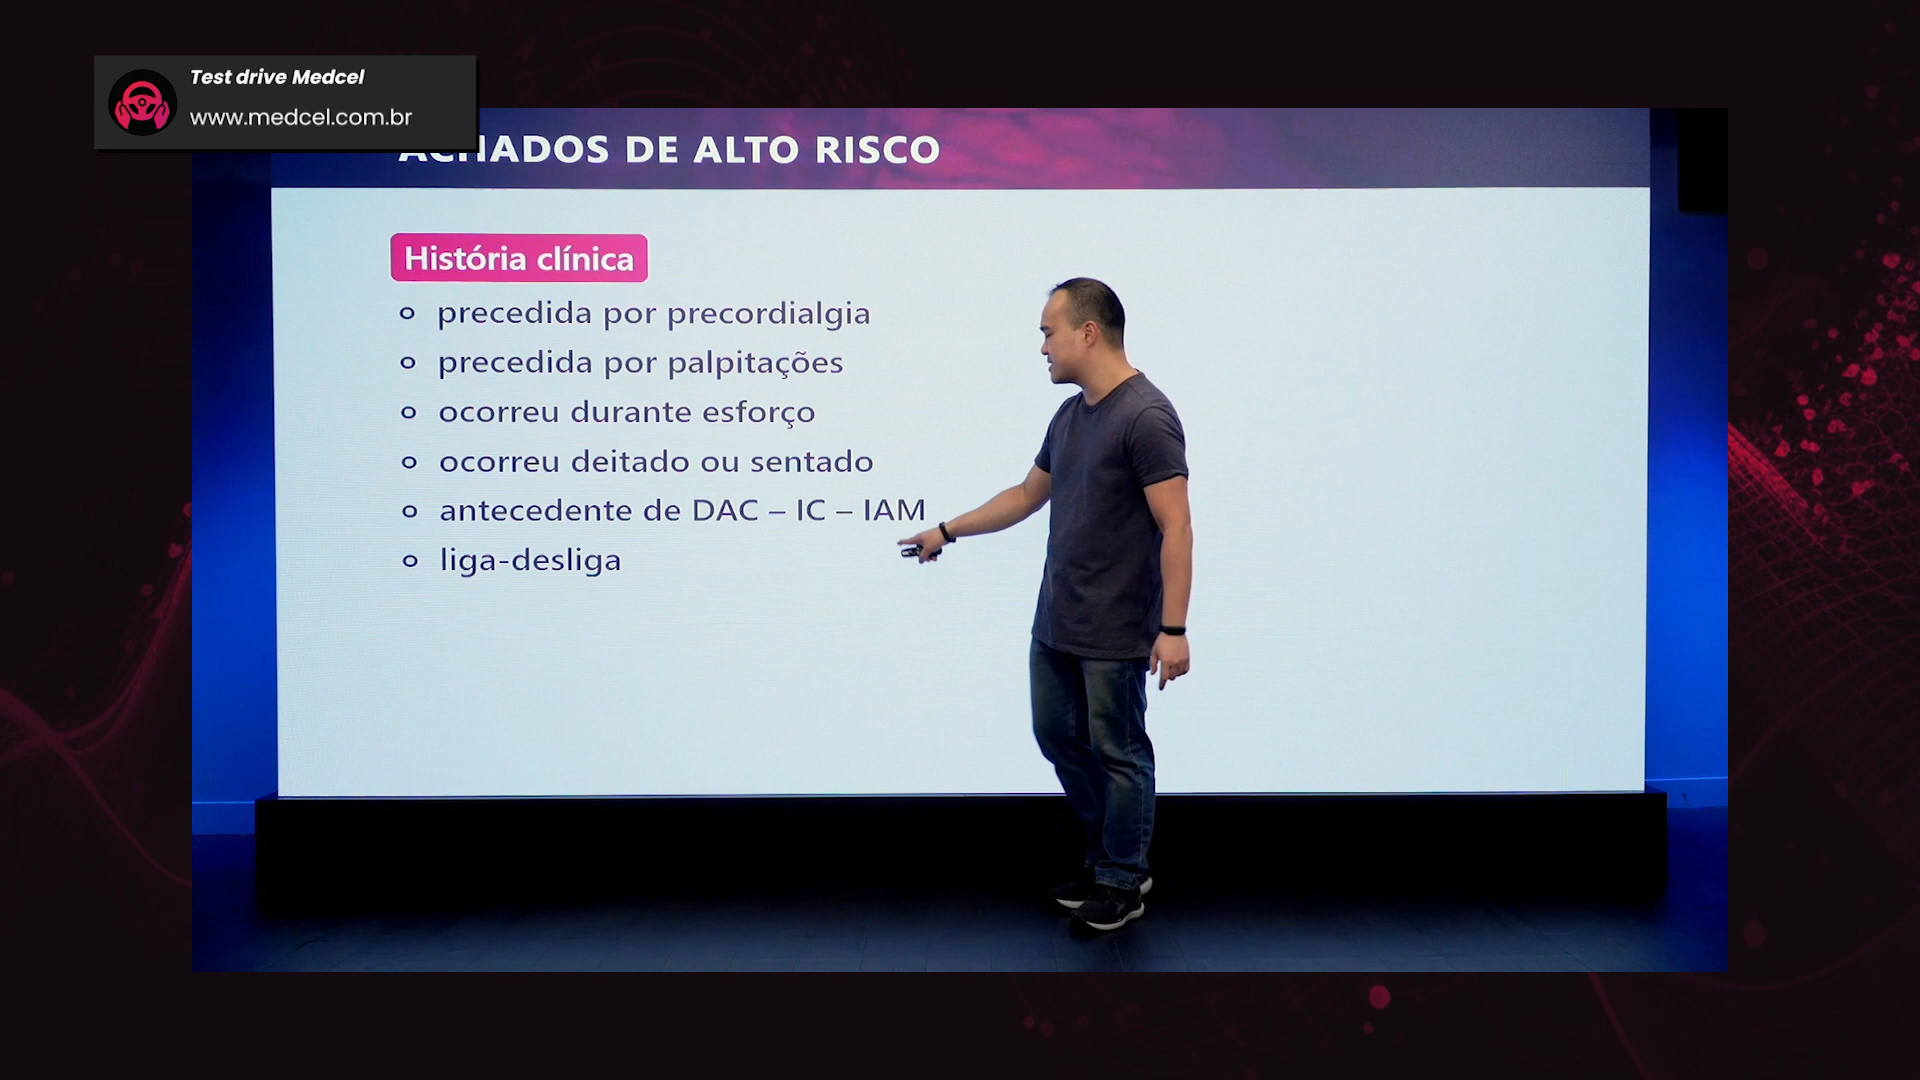 Test drive Medcel
www.medcel.com.br
ACHADOS DE ALTO RISCO
História clínica
precedida por precordialgia
precedida por palpitações
ocorreu durante esforço
ocorreu deitado ou sentado
antecedente de DAC – IC – IAM
liga-desliga